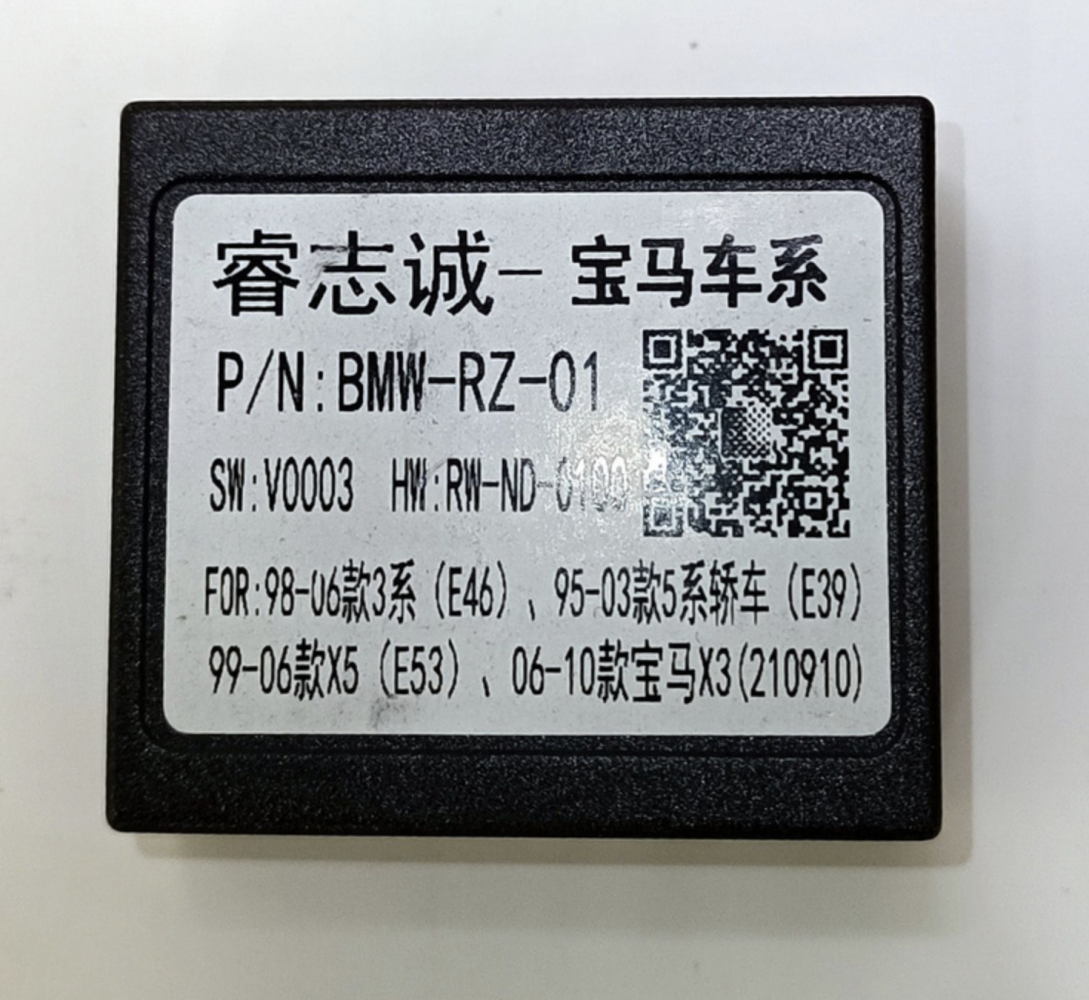 睿志诚-宝马车系
P/N:BMW-RZ-01
SW:V0003 HW:RW-ND-0100
FOR:98-06款3系（E46）、95-03款5系轿车（E39）
99-06款X5（E53）、06-10款宝马X3(210910)